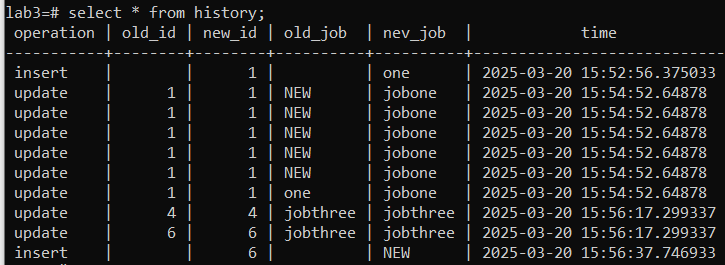 lab3=# select * from history;
 operation | old_id | new_id | old_job  | nev_job  |            time
-----------+--------+--------+----------+----------+----------------------------
 insert    |        |      1 |          | one      | 2025-03-20 15:52:56.375033
 update    |      1 |      1 | NEW      | jobone   | 2025-03-20 15:54:52.64878
 update    |      1 |      1 | NEW      | jobone   | 2025-03-20 15:54:52.64878
 update    |      1 |      1 | NEW      | jobone   | 2025-03-20 15:54:52.64878
 update    |      1 |      1 | NEW      | jobone   | 2025-03-20 15:54:52.64878
 update    |      1 |      1 | NEW      | jobone   | 2025-03-20 15:54:52.64878
 update    |      1 |      1 | one      | jobone   | 2025-03-20 15:54:52.64878
 update    |      4 |      4 | jobthree | jobthree | 2025-03-20 15:56:17.299337
 update    |      6 |      6 | jobthree | jobthree | 2025-03-20 15:56:17.299337
 insert    |        |      6 |          | NEW      | 2025-03-20 15:56:37.746933